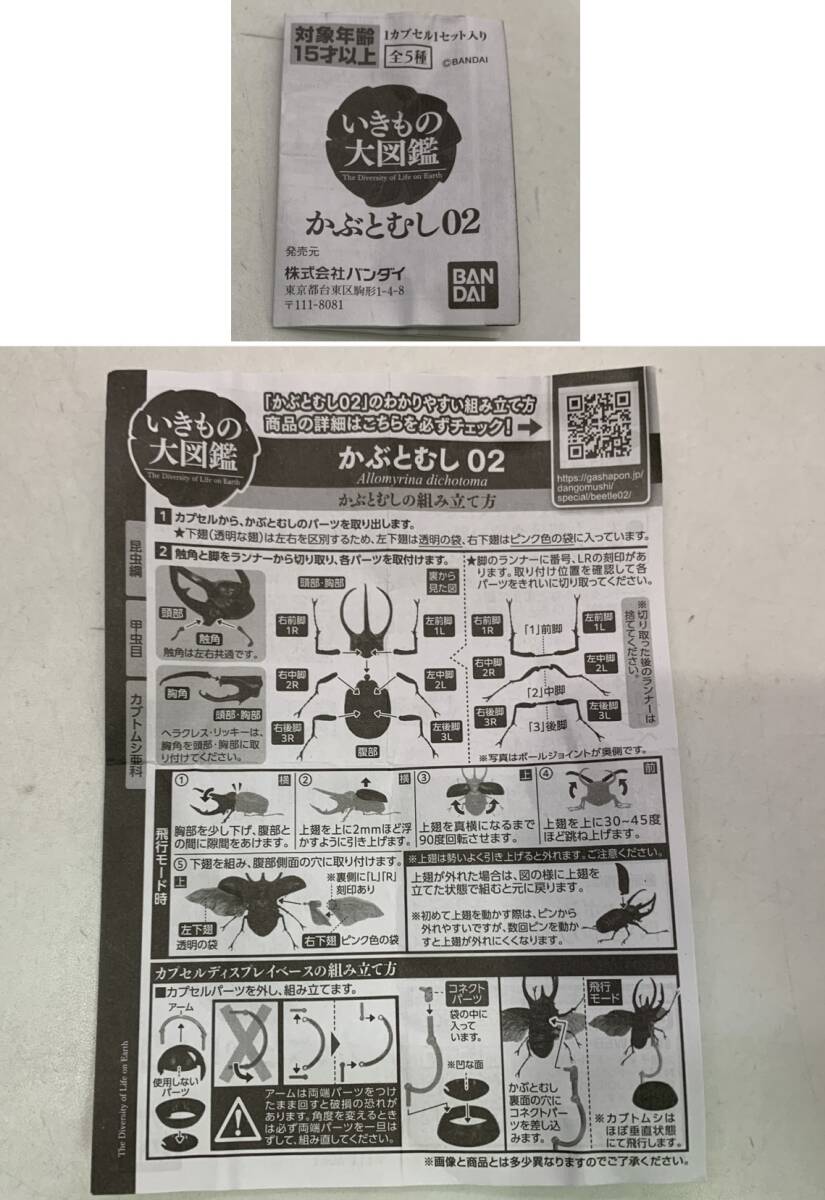 対象年齢
15才以上
1カプセル1セット入り
全5種
©BANDAI
いきもの
大図鑑
The Diversity of Life on Earth
かぶとむし02
発売元
株式会社バンダイ
東京都台東区駒形1-4-8
〒111-8081
BAN
DAI
いきもの
大図鑑
The Diversity of Life on Earth
「かぶとむし02」のわかりやすい組み立て方
商品の詳細はこちらを必ずチェック!
かぶとむし 02
Allomyrina dichotoma
かぶとむしの組み立て方
https://gashapon.jp/
dangomushi/
special/beetle02/
昆虫綱
甲虫目
カブトムシ亜科
1 カプセルから、かぶとむしのパーツを取り出します。
★下翅(透明な翅)は左右を区別するため、左下翅は透明の袋、右下翅はピンク色の袋に入っています。
2 触角と脚をランナーから切り取り、各パーツを取付けます。
頭部
触角
触角は左右共通です。
胸角
頭部・胸部
ヘラクレス・リッキーは、
胸角を頭部・胸部に取
り付けてください。
頭部・胸部
裏から
見た図
右前脚
1R
左前脚
1L
右中脚
2R
左中脚
2L
右後脚
3R
左後脚
3L
腹部
★脚のランナーに番号、LRの刻印があ
ります。取り付け位置を確認して各
パーツをきれいに切り取ってください。
右前脚
1R
「1」前脚
左前脚
1L
右中脚
2R
「2」中脚
左中脚
2L
右後脚
3R
「3」後脚
左後脚
3L
※切り取った後のランナーは
捨ててください。
※写真はボールジョイントが奥側です。
飛行モード時
① 横
胸部を少し下げ、腹部と
の間に隙間をあけます。
② 横
上翅を上に2mmほど浮
かすように引き上げます。
③ 上
上翅を真横になるまで
90度回転させます。
④ 前
上翅を上に30~45度
ほど跳ね上げます。
⑤ 下翅を組み、腹部側面の穴に取り付けます。
上
※裏側に「L」「R」
刻印あり
左下翅
透明の袋
右下翅 ピンク色の袋
※上翅は勢いよく引き上げると外れます。ご注意ください。
上翅が外れた場合は、図の様に上翅を
立てた状態で組むと元に戻ります。
※初めて上翅を動かす際は、ピンから
外れやすいですが、数回ピンを動か
すと上翅が外れにくくなります。
カプセルディスプレイベースの組み立て方
■カプセルパーツを外し、組み立てます。
アーム
使用しない
パーツ
アームは両端パーツをつけ
たまま回すと破損の恐れが
あります。角度を変えるとき
は必ず両端パーツを一旦は
ずして、組み直してください。
コネクト
パーツ
袋の中に
入って
います。
※凹な面
かぶとむし
裏面の穴に
コネクトパー
ツを差し込
みます。
飛行
モード
※カブトムシは
ほぼ垂直状態
にて飛行します。
The Diversity of Life on Earth
※画像と商品とは多少異なりますのでご了承ください。